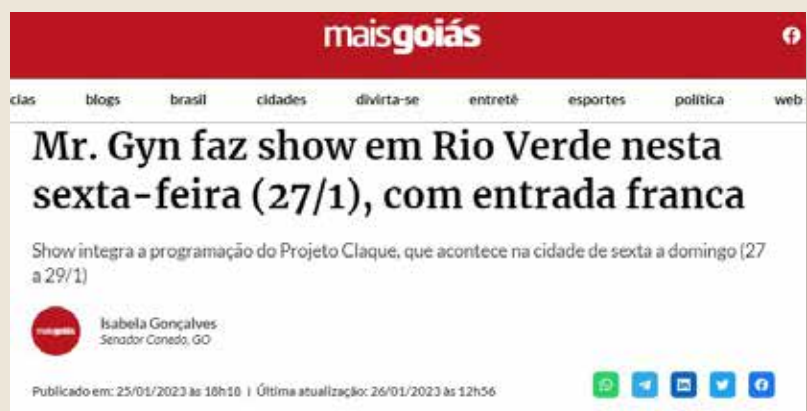 maisgoiás
cias blogs brasil cidades divirta-se entretê esportes política web
Mr. Gyn faz show em Rio Verde nesta
sexta-feira (27/1), com entrada franca
Show integra a programação do Projeto Claque, que acontece na cidade de sexta a domingo (27
a 29/1)
maisgoiás
Isabela Gonçalves
Senador Canedo, GO
Publicado em: 25/01/2023 às 18h18 | Última atualização: 26/01/2023 às 12h56